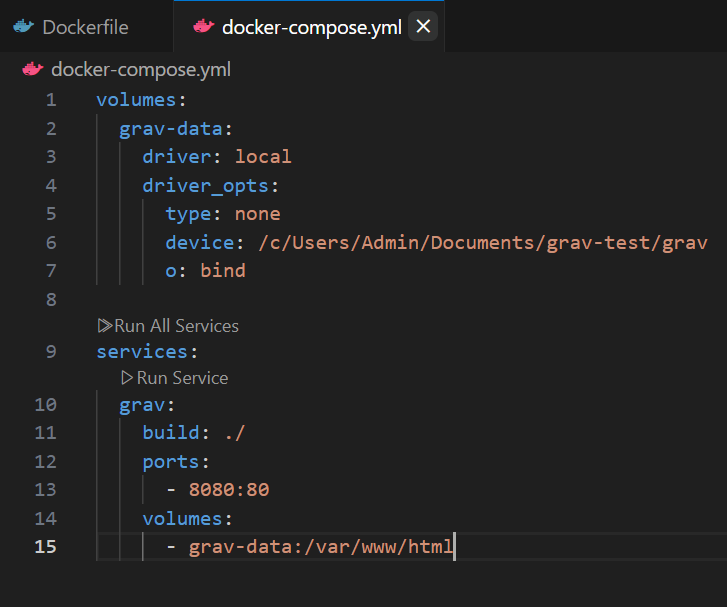 Dockerfile
docker-compose.yml
docker-compose.yml
1 volumes:
2   grav-data:
3     driver: local
4     driver_opts:
5       type: none
6       device: /c/Users/Admin/Documents/grav-test/grav
7       o: bind
8
Run All Services
9 services:
Run Service
10   grav:
11     build: ./
12     ports:
13       - 8080:80
14     volumes:
15       - grav-data:/var/www/html